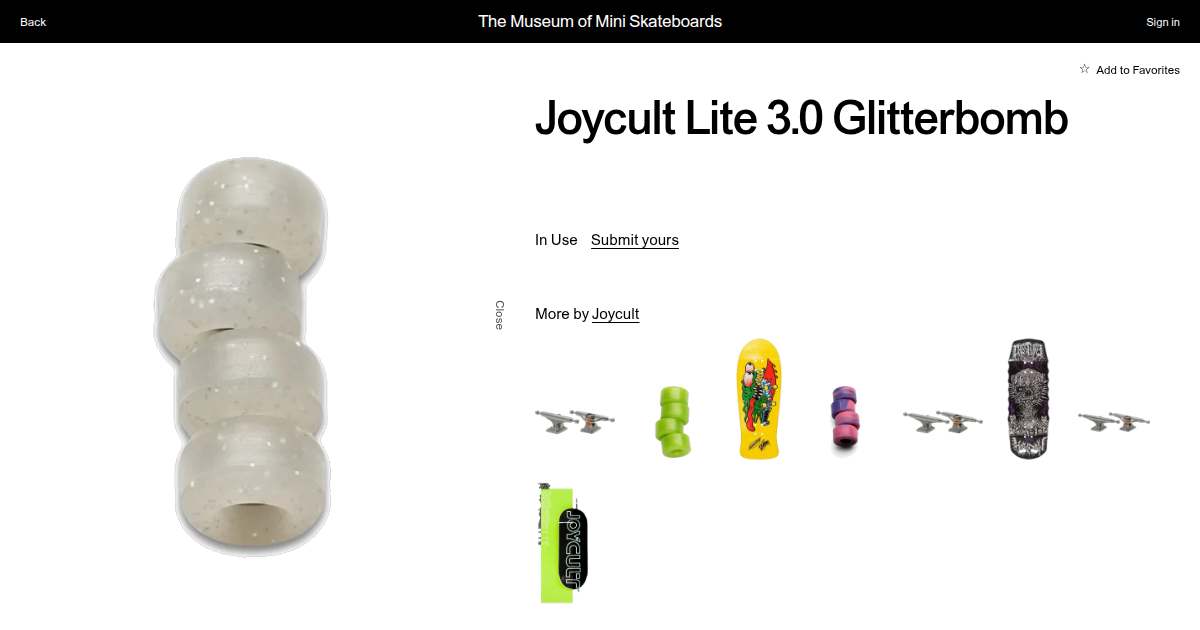 Back
The Museum of Mini Skateboards
Sign in
☆ Add to Favorites
Joycult Lite 3.0 Glitterbomb
In Use Submit yours
Close
More by Joycult
JOYCULT